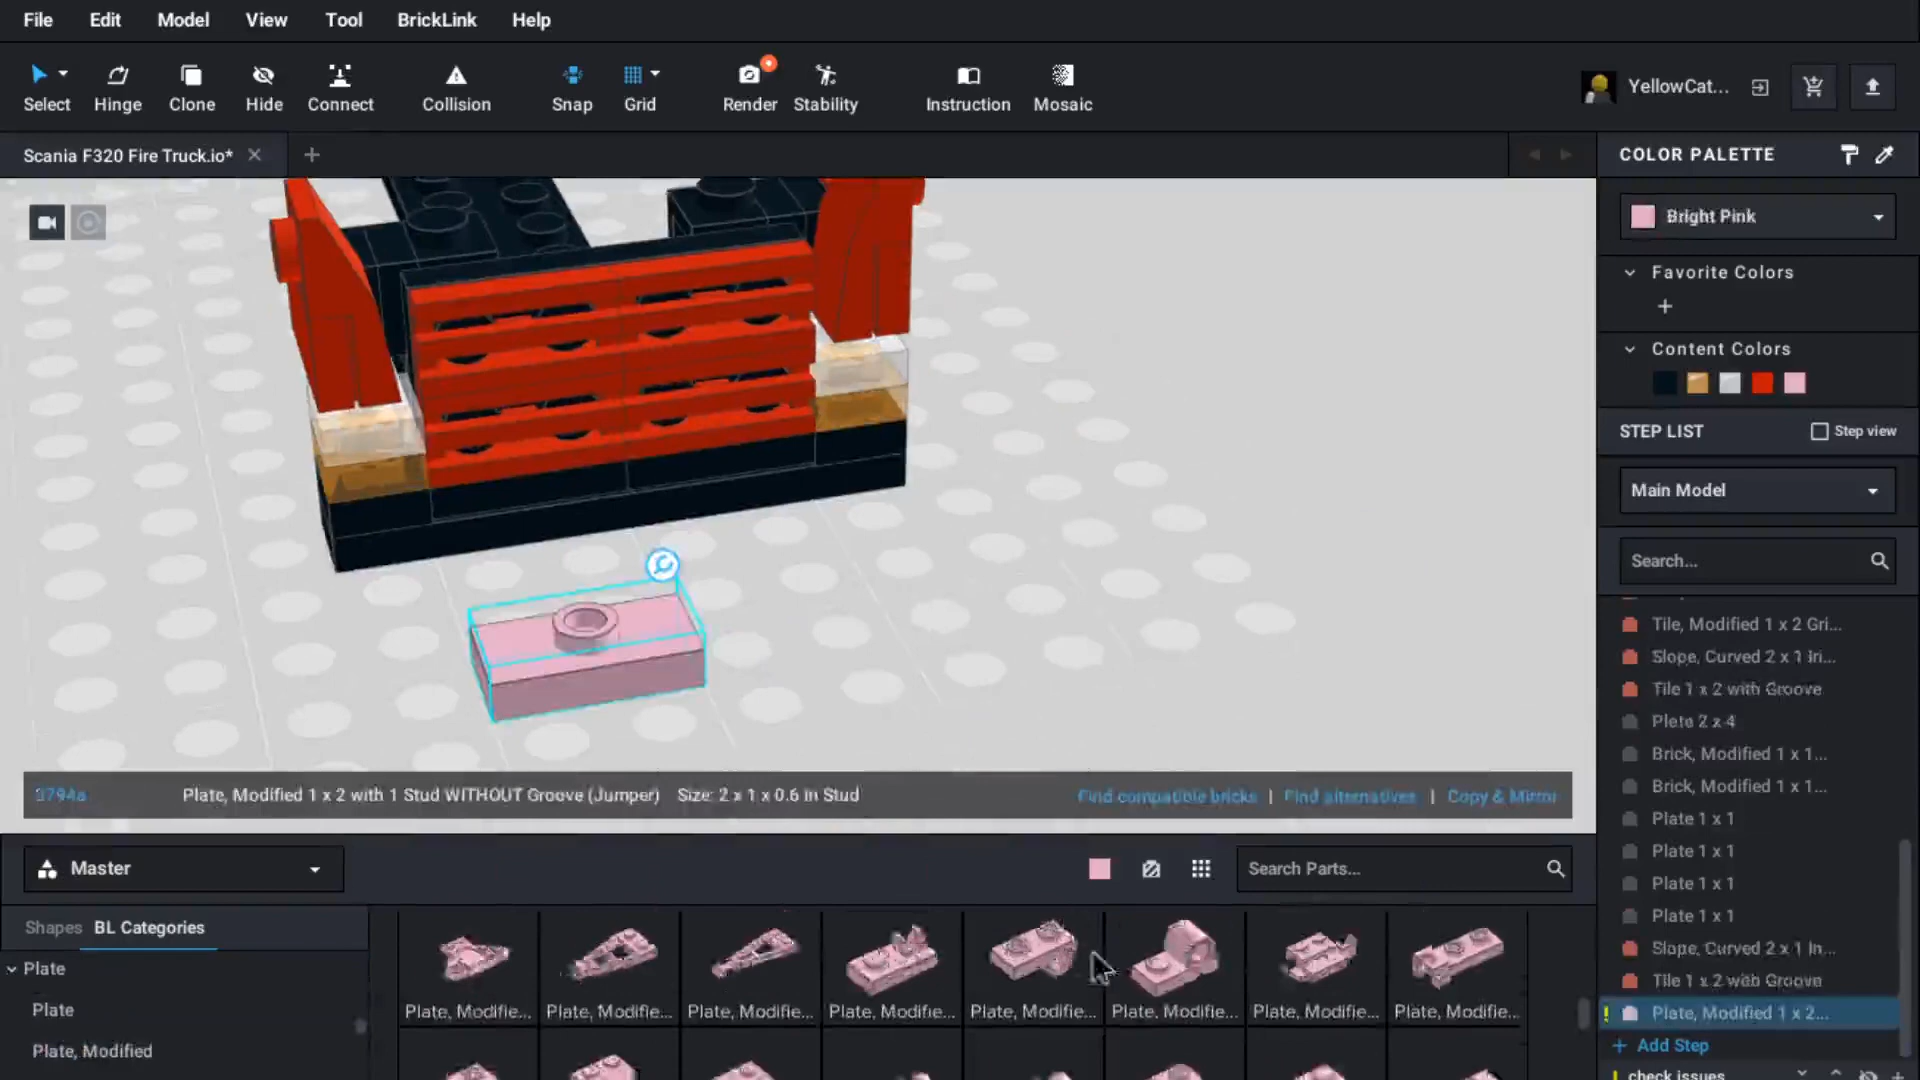 File Edit Model View Tool BrickLink Help
Select Hinge Clone Hide Connect Collision Snap Grid Render Stability Instruction Mosaic YellowCat...
Scania F320 Fire Truck.io*
COLOR PALETTE
Bright Pink
Favorite Colors
Content Colors
STEP LIST Step view
Main Model
Search...
Tile, Modified 1 x 2 Gri...
Slope, Curved 2 x 1 In...
Tile 1 x 2 with Groove
Plate 2 x 4
Brick, Modified 1 x 1...
Brick, Modified 1 x 1...
Plate 1 x 1
Plate 1 x 1
Plate 1 x 1
Plate 1 x 1
Slope, Curved 2 x 1 In...
Tile 1 x 2 with Groove
Plate, Modified 1 x 2...
+ Add Step
check issues
3794a Plate, Modified 1 x 2 with 1 Stud WITHOUT Groove (Jumper) Size: 2 x 1 x 0.6 in Stud Find compatible bricks | Find alternatives | Copy & Mirror
Master
Search Parts...
Shapes BL Categories
Plate
Plate
Plate, Modified
Plate, Modifie... Plate, Modifie... Plate, Modifie... Plate, Modifie... Plate, Modifie... Plate, Modifie... Plate, Modifie... Plate, Modifie...